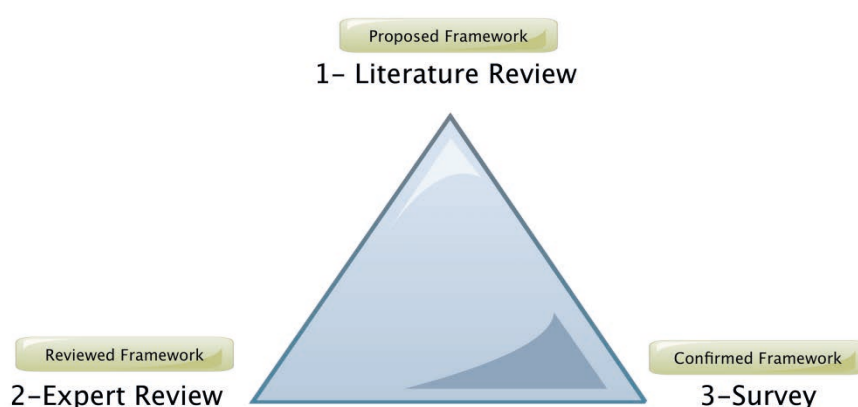 Proposed Framework
1- Literature Review
Reviewed Framework
2-Expert Review
Confirmed Framework
3-Survey